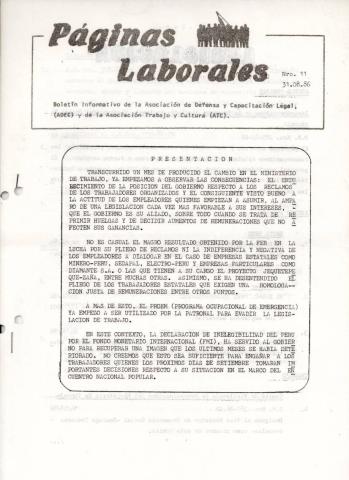 Páginas
Laborales
Nro. 11
31.08.86
Boletín Informativo de la Asociación de Defensa y Capacitación Legal,
(ADEC) y de la Asociación Trabajo y Cultura (ATC).
PRESENTACION
TRANSCURRIDO UN MES DE PRODUCIDO EL CAMBIO EN EL MINISTERIO
DE TRABAJO, YA EMPEZAMOS A OBSERVAR LAS CONSECUENCIAS: EL ENDU
RECIMIENTO DE LA POSICION DEL GOBIERNO RESPECTO A LOS RECLAMOS
DE LOS TRABAJADORES ORGANIZADOS Y EL CONSIGUIENTE VISTO BUENO A
LA ACTITUD DE LOS EMPLEADORES QUIENES EMPIEZAN A ASUMIR, AL AMPA
RO DE UNA LEGISLACION CADA VEZ MAS FAVORABLE A SUS INTERESES,
QUE EL GOBIERNO ES SU ALIADO, SOBRE TODO CUANDO SE TRATA DE RE
PRIMIR HUELGAS Y DE DECIDIR AUMENTOS DE REMUNERACIONES QUE NO A
FECTEN SUS GANANCIAS.
NO ES CASUAL EL MAGRO RESULTADO OBTENIDO POR LA FEB EN LA
LUCHA POR SU PLIEGO DE RECLAMOS NI LA INDIFERENCIA Y NEGATIVA DE
LOS EMPLEADORES A DIALOGAR EN EL CASO DE EMPRESAS ESTATALES COMO
MINERO-PERU, SEDAPAL, ELECTRO-PERU Y EMPRESAS PARTICULARES COMO
DIAMANTE S.A. O LAS QUE TIENEN A SU CARGO EL PROYECTO JEQUETEPE
QUE-ZAÑA, ENTRE MUCHAS OTRAS. ASIMISMO, SE HA DESENTENDIDO EL
PLIEGO DE LOS TRABAJADORES ESTATALES QUE EXIGEN UNA HOMOLOGA-
CION JUSTA DE REMUNERACIONES ENTRE OTROS PUNTOS.
A MAS DE ESTO, EL PROEM (PROGRAMA OCUPACIONAL DE EMERGENCIA)
YA EMPEZO A SER UTILIZADO POR LA PATRONAL PARA EVADIR LA LEGIS-
LACION DE TRABAJO.
EN ESTE CONTEXTO, LA DECLARACION DE INELEGIBILIDAD DEL PERU
POR EL FONDO MONETARIO INTERNACIONAL (FMI), HA SERVIDO AL GOBIER
NO PARA RECUPERAR UNA IMAGEN QUE LOS ULTIMOS MESES SE HABIA DETE
RIORADO. NO CREEMOS QUE ESTO SEA SUFICIENTE PARA ENGAÑAR A LOS
TRABAJADORES QUIENES LOS PROXIMOS DIAS DE SETIEMBRE TOMARAN IM
PORTANTES DECISIONES RESPECTO A SU SITUACION EN EL MARCO DEL EN
CUENTRO NACIONAL POPULAR.